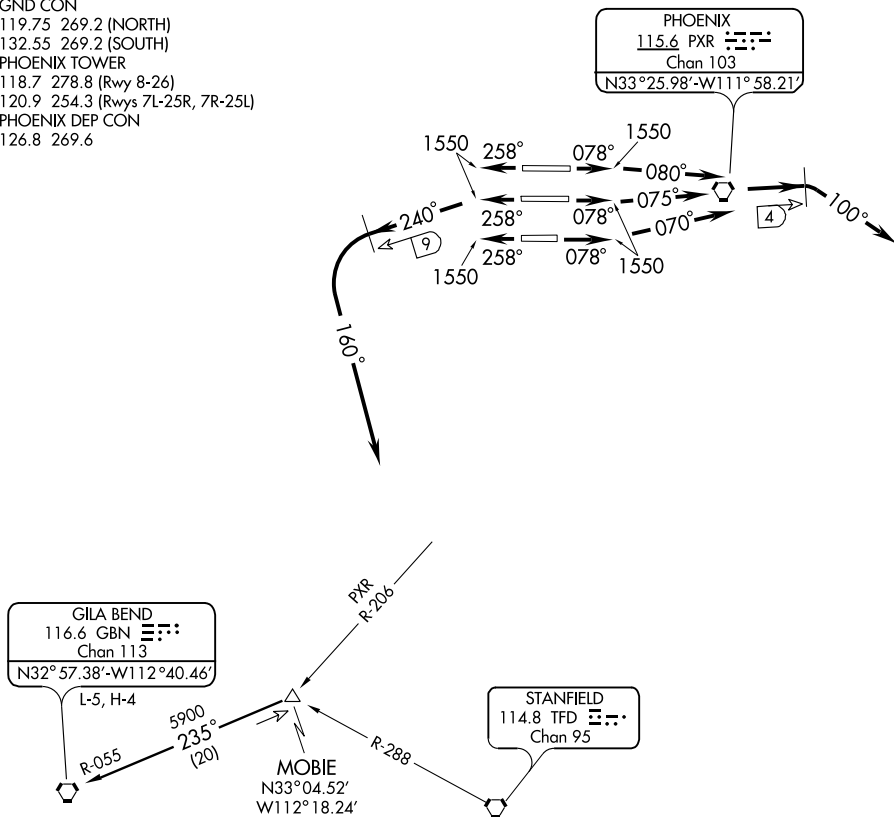 GND CON
119.75 269.2 (NORTH)
132.55 269.2 (SOUTH)
PHOENIX TOWER
118.7 278.8 (Rwy 8-26)
120.9 254.3 (Rwys 7L-25R, 7R-25L)
PHOENIX DEP CON
126.8 269.6
PHOENIX
115.6 PXR
Chan 103
N33°25.98'-W111°58.21'
1550
258°
078°
1550
080°
240°
258°
078°
075°
4
100°
9
1550
258°
078°
1550
070°
160°
PXR
R-206
GILA BEND
116.6 GBN
Chan 113
N32°57.38'-W112°40.46'
L-5, H-4
R-055
5900
235°
(20)
MOBIE
N33°04.52'
W112°18.24'
R-288
STANFIELD
114.8 TFD
Chan 95